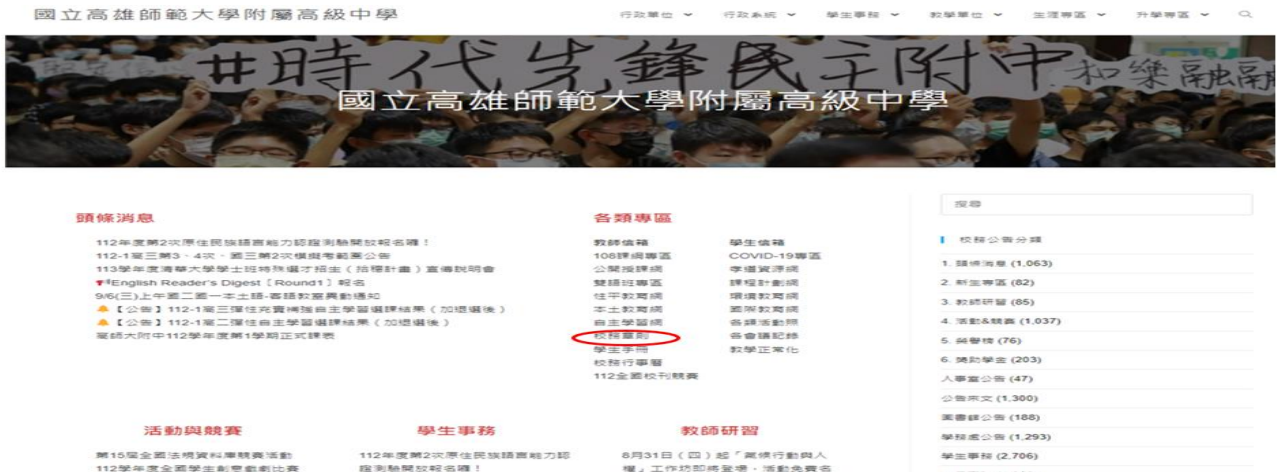 國立高雄師範大學附屬高級中學
行政單位 行政系統 學生事務 教學單位 生涯專區 升學專區
#時代先鋒民主附中 和樂融融
國立高雄師範大學附屬高級中學
頭條消息
112年度第2次原住民族語言能力認證測驗開放報名囉！
112-1高三第3、4次、國三第2次模擬考範圍公告
113學年度清華大學學士班特殊選才招生（拾穗計畫）宣傳說明會
English Reader's Digest［Round1］報名
9/6(三)上午國二國一本土語-客語教室異動通知
【公告】112-1高三彈性充實補強自主學習選課結果（加退選後）
【公告】112-1高二彈性自主學習選課結果（加退選後）
高師大附中112學年度第1學期正式課表
各類專區
教師信箱 學生信箱
108課綱專區 COVID-19專區
公開授課網 孝道資源網
雙語班專區 課程計劃網
性平教育網 環境教育網
本土教育網 國際教育網
自主學習網 各類活動照
校務章則 各會議記錄
學生手冊 教學正常化
校務行事曆
112全國校刊競賽
搜尋
校務公告分類
1. 頭條消息 (1,063)
2. 新生專區 (82)
3. 教師研習 (85)
4. 活動&競賽 (1,037)
5. 榮譽榜 (76)
6. 獎助學金 (203)
人事室公告 (47)
公告來文 (1,300)
圖書館公告 (188)
學務處公告 (1,293)
學生事務 (2,706)
活動與競賽
第15屆全國法規資料庫競賽活動
112學年度全國學生創意戲劇比賽
學生事務
112年度第2次原住民族語言能力認
證測驗開放報名囉！
教師研習
8月31日（四）起「氣候行動與人
權」工作坊即將登場，活動免費名